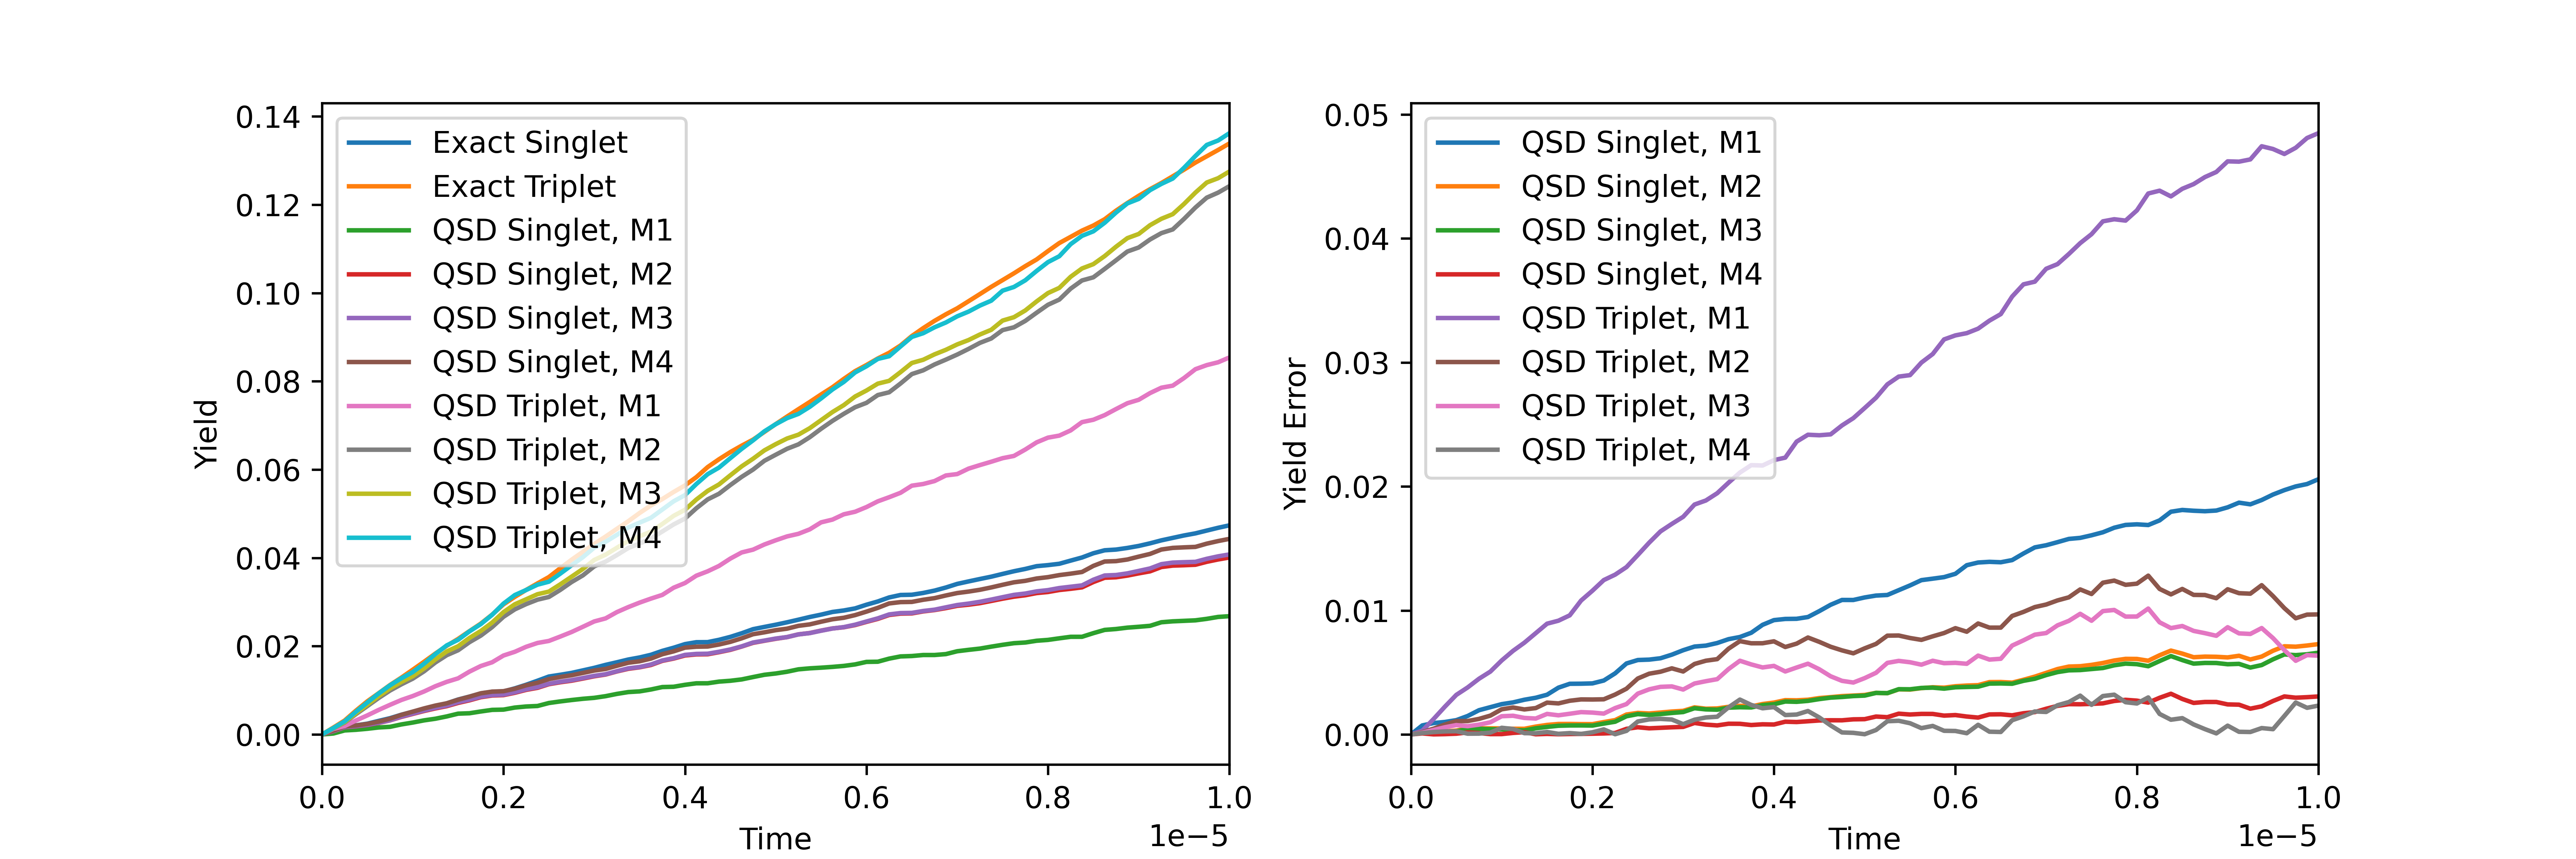 0.14
0.12
0.10
0.08
0.06
0.04
0.02
0.00
Yield
Exact Singlet
Exact Triplet
QSD Singlet, M1
QSD Singlet, M2
QSD Singlet, M3
QSD Singlet, M4
QSD Triplet, M1
QSD Triplet, M2
QSD Triplet, M3
QSD Triplet, M4
0.0 0.2 0.4 0.6 0.8 1.0
Time
1e−5
0.05
0.04
0.03
0.02
0.01
0.00
Yield Error
QSD Singlet, M1
QSD Singlet, M2
QSD Singlet, M3
QSD Singlet, M4
QSD Triplet, M1
QSD Triplet, M2
QSD Triplet, M3
QSD Triplet, M4
0.0 0.2 0.4 0.6 0.8 1.0
Time
1e−5